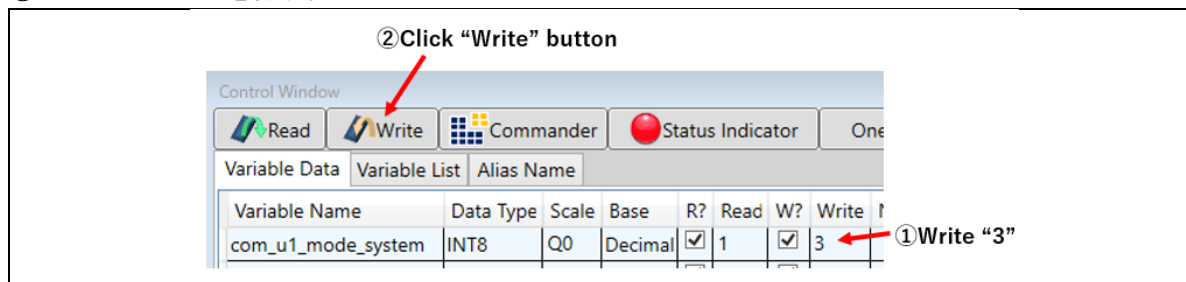 ②Click “Write” button
Control Window
Read Write Commander Status Indicator
Variable Data Variable List Alias Name
Variable Name Data Type Scale Base R? Read W? Write
com_u1_mode_system INT8 Q0 Decimal 1 3
①Write “3”